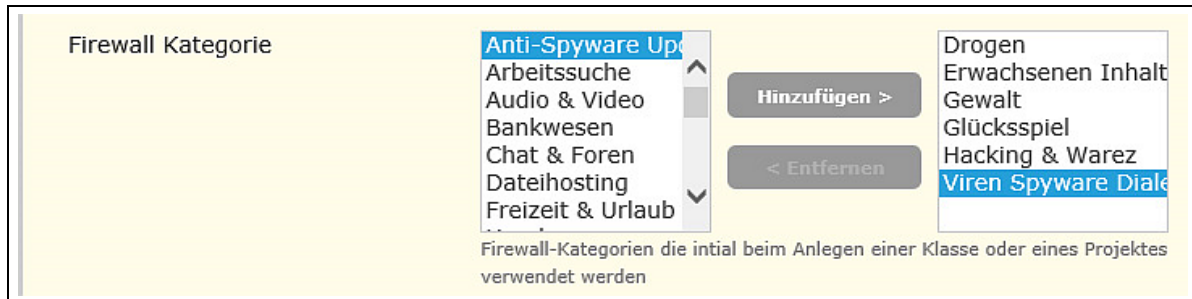 Firewall Kategorie
Anti-Spyware Upd
Arbeitssuche
Audio & Video
Bankwesen
Chat & Foren
Dateihosting
Freizeit & Urlaub
Hinzufügen >
< Entfernen
Drogen
Erwachsenen Inhalt
Gewalt
Glücksspiel
Hacking & Warez
Viren Spyware Diale
Firewall-Kategorien die intial beim Anlegen einer Klasse oder eines Projektes
verwendet werden